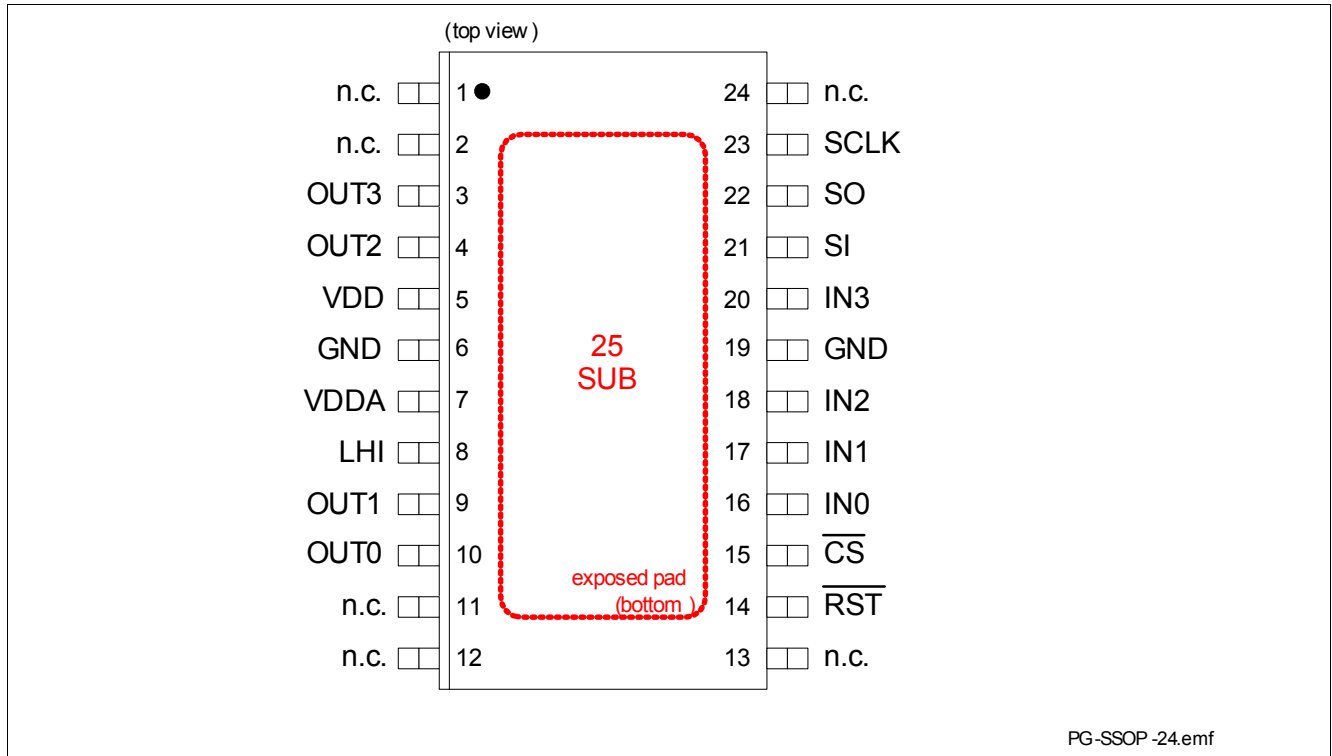 (top view )
n.c. 1 24 n.c.
n.c. 2 23 SCLK
OUT3 3 22 SO
OUT2 4 21 SI
VDD 5 20 IN3
GND 6 19 GND
25
SUB
VDDA 7 18 IN2
LHI 8 17 IN1
OUT1 9 16 IN0
OUT0 10 15 C̅S̅
exposed pad
(bottom )
n.c. 11 14 R̅S̅T̅
n.c. 12 13 n.c.
PG-SSOP -24.emf